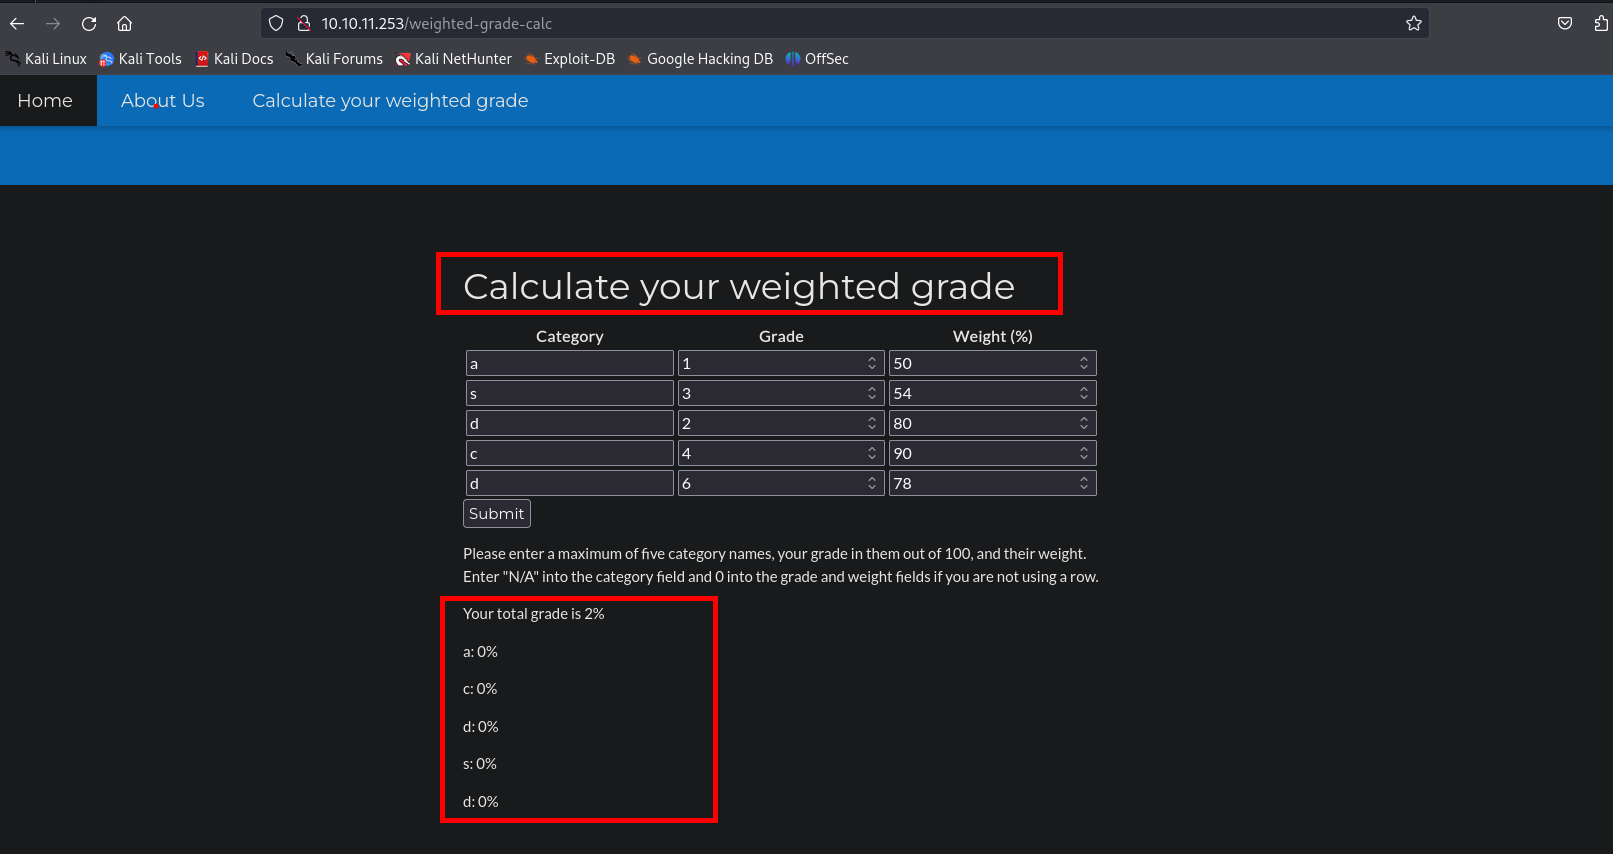 10.10.11.253/weighted-grade-calc
Kali Linux Kali Tools Kali Docs Kali Forums Kali NetHunter Exploit-DB Google Hacking DB OffSec
Home About Us Calculate your weighted grade
Calculate your weighted grade
Category Grade Weight (%)
a 1 50
s 3 54
d 2 80
c 4 90
d 6 78
Submit
Please enter a maximum of five category names, your grade in them out of 100, and their weight.
Enter "N/A" into the category field and 0 into the grade and weight fields if you are not using a row.
Your total grade is 2%
a: 0%
c: 0%
d: 0%
s: 0%
d: 0%